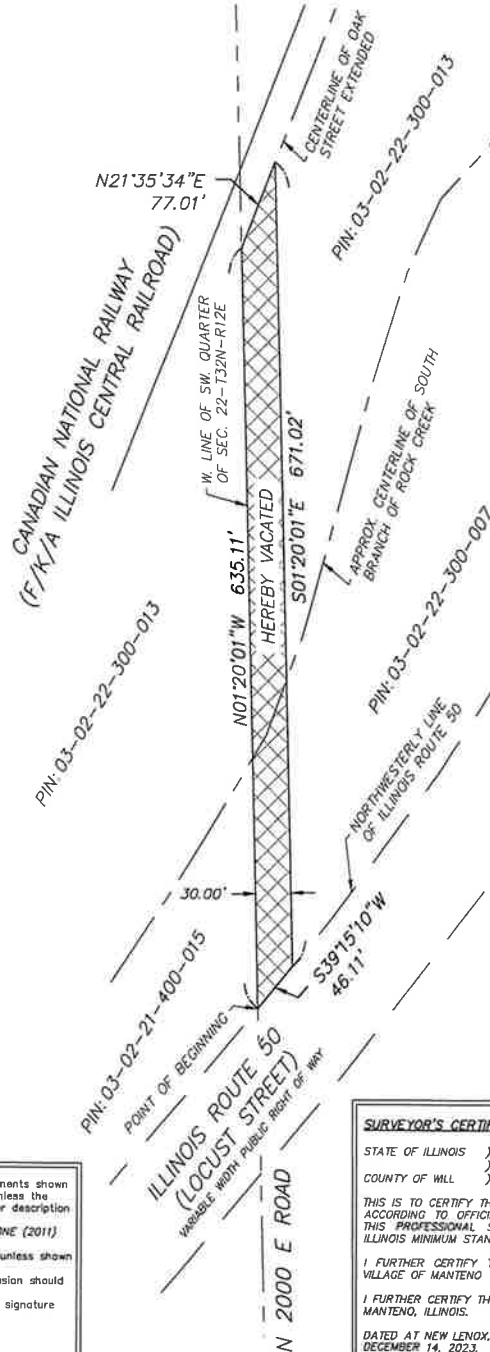 CENTERLINE OF OAK
STREET EXTENDED
N21°35'34"E
77.01'
PIN: 03-02-22-300-013
CANADIAN NATIONAL RAILWAY
(F/K/A ILLINOIS CENTRAL RAILROAD)
W. LINE OF SW. QUARTER
OF SEC. 22-T32N-R12E
N01°20'01"W 635.11'
HEREBY VACATED
S01°20'01"E 671.02'
APPROX. CENTERLINE OF SOUTH
BRANCH OF ROCK CREEK
PIN: 03-02-22-300-007
PIN: 03-02-22-300-013
NORTHWESTERLY LINE
OF ILLINOIS ROUTE 50
30.00'
S39°15'10"W
46.11'
PIN: 03-02-21-400-015
POINT OF BEGINNING
ILLINOIS ROUTE 50
(LOCUST STREET)
VARIABLE WIDTH PUBLIC RIGHT OF WAY
N 2000 E ROAD
ments shown
nless the
r description
ONE (2011)
unless shown
sion should
signature
SURVEYOR'S CERTIF
STATE OF ILLINOIS )
)
COUNTY OF WILL )
THIS IS TO CERTIFY TH
ACCORDING TO OFFICI
THIS PROFESSIONAL S
ILLINOIS MINIMUM STAN
I FURTHER CERTIFY T
VILLAGE OF MANTENO
I FURTHER CERTIFY TH
MANTENO, ILLINOIS.
DATED AT NEW LENOX,
DECEMBER 14, 2023.